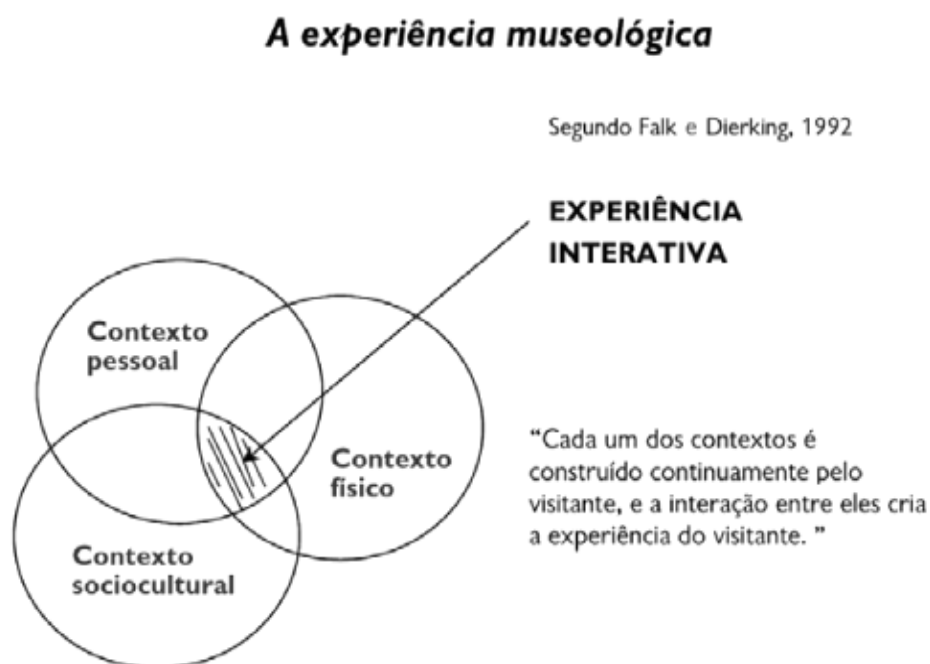 A experiência museológica
Segundo Falk e Dierking, 1992
EXPERIÊNCIA
INTERATIVA
Contexto
pessoal
Contexto
físico
Contexto
sociocultural
“Cada um dos contextos é
construído continuamente pelo
visitante, e a interação entre eles cria
a experiência do visitante. ”